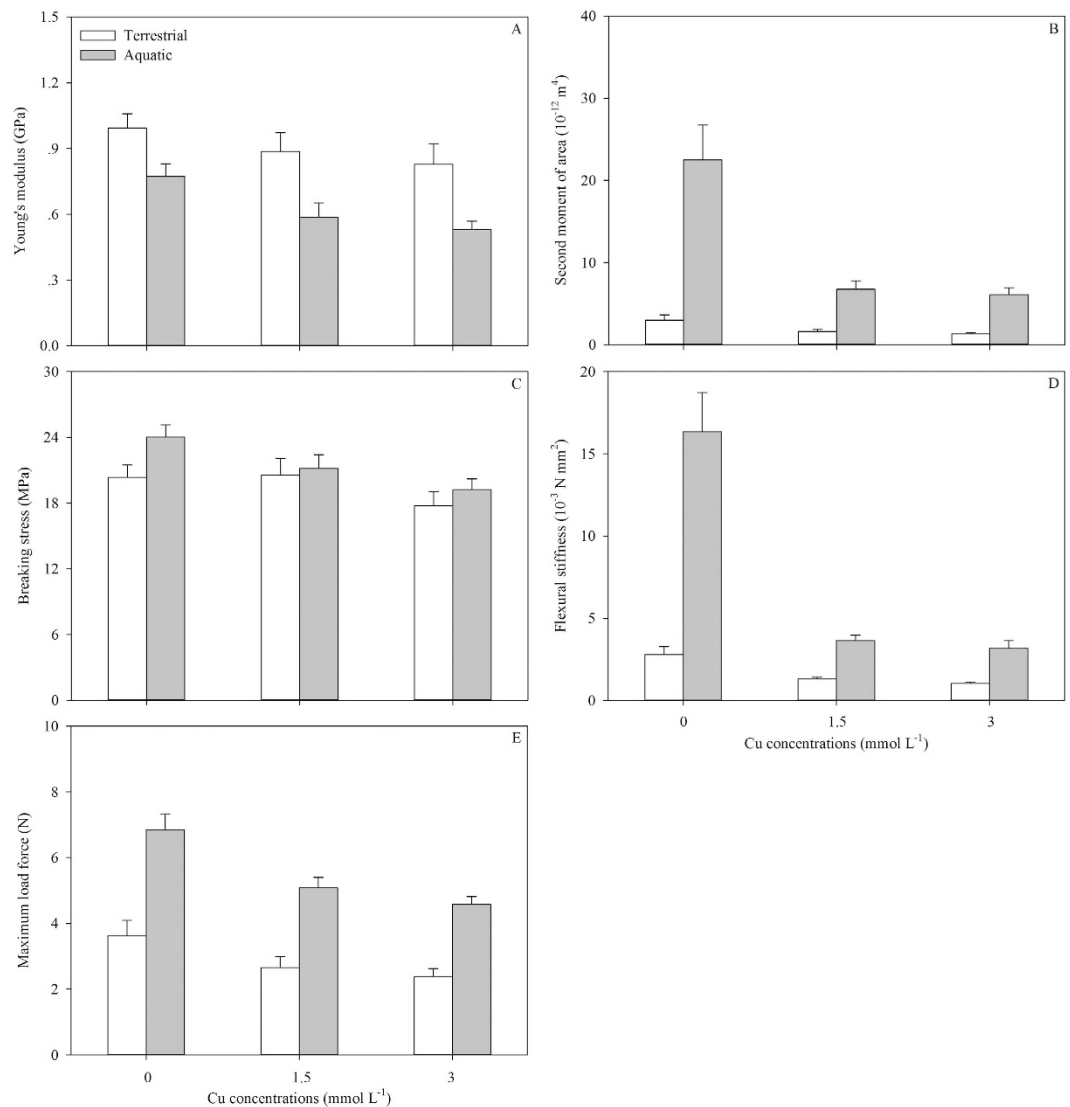 A
Terrestrial
Aquatic
Young's modulus (GPa)
1.5
1.2
.9
.6
.3
0.0
B
Second moment of area (10⁻¹² m⁴)
40
30
20
10
0
C
Breaking stress (MPa)
30
24
18
12
6
0
D
Flexural stiffness (10⁻³ N mm²)
20
15
10
5
0
0 1.5 3
Cu concentrations (mmol L⁻¹)
E
Maximum load force (N)
10
8
6
4
2
0
0 1.5 3
Cu concentrations (mmol L⁻¹)